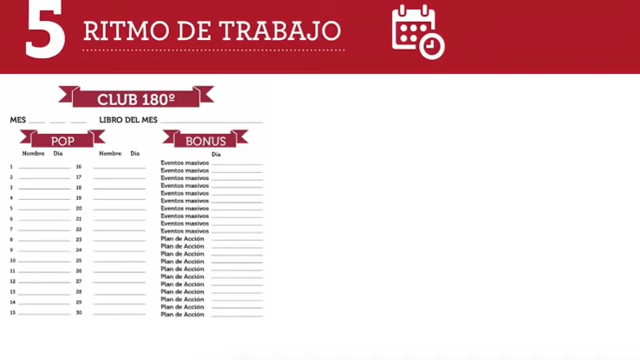 5 RITMO DE TRABAJO
CLUB 180º
MES LIBRO DEL MES
POP BONUS
Nombre Día Nombre Día Día
1 16 Eventos masivos
2 17 Eventos masivos
3 18 Eventos masivos
4 19 Eventos masivos
5 20 Eventos masivos
6 21 Eventos masivos
7 22 Eventos masivos
8 23 Eventos masivos
9 24 Eventos masivos
10 25 Eventos masivos
11 26 Plan de Acción
12 27 Plan de Acción
13 28 Plan de Acción
14 29 Plan de Acción
15 30 Plan de Acción
Plan de Acción
Plan de Acción
Plan de Acción
Plan de Acción
Plan de Acción
Plan de Acción